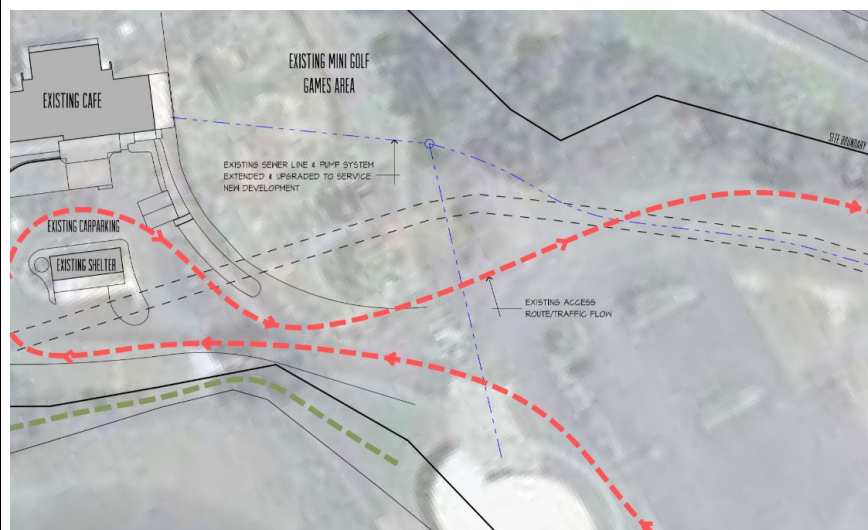 EXISTING MINI GOLF
GAMES AREA
EXISTING CAFE
SITE BOUNDARY
EXISTING SEWER LINE & PUMP SYSTEM
EXTENDED & UPGRADED TO SERVICE
NEW DEVELOPMENT
EXISTING CARPARKING
EXISTING SHELTER
EXISTING ACCESS
ROUTE/TRAFFIC FLOW